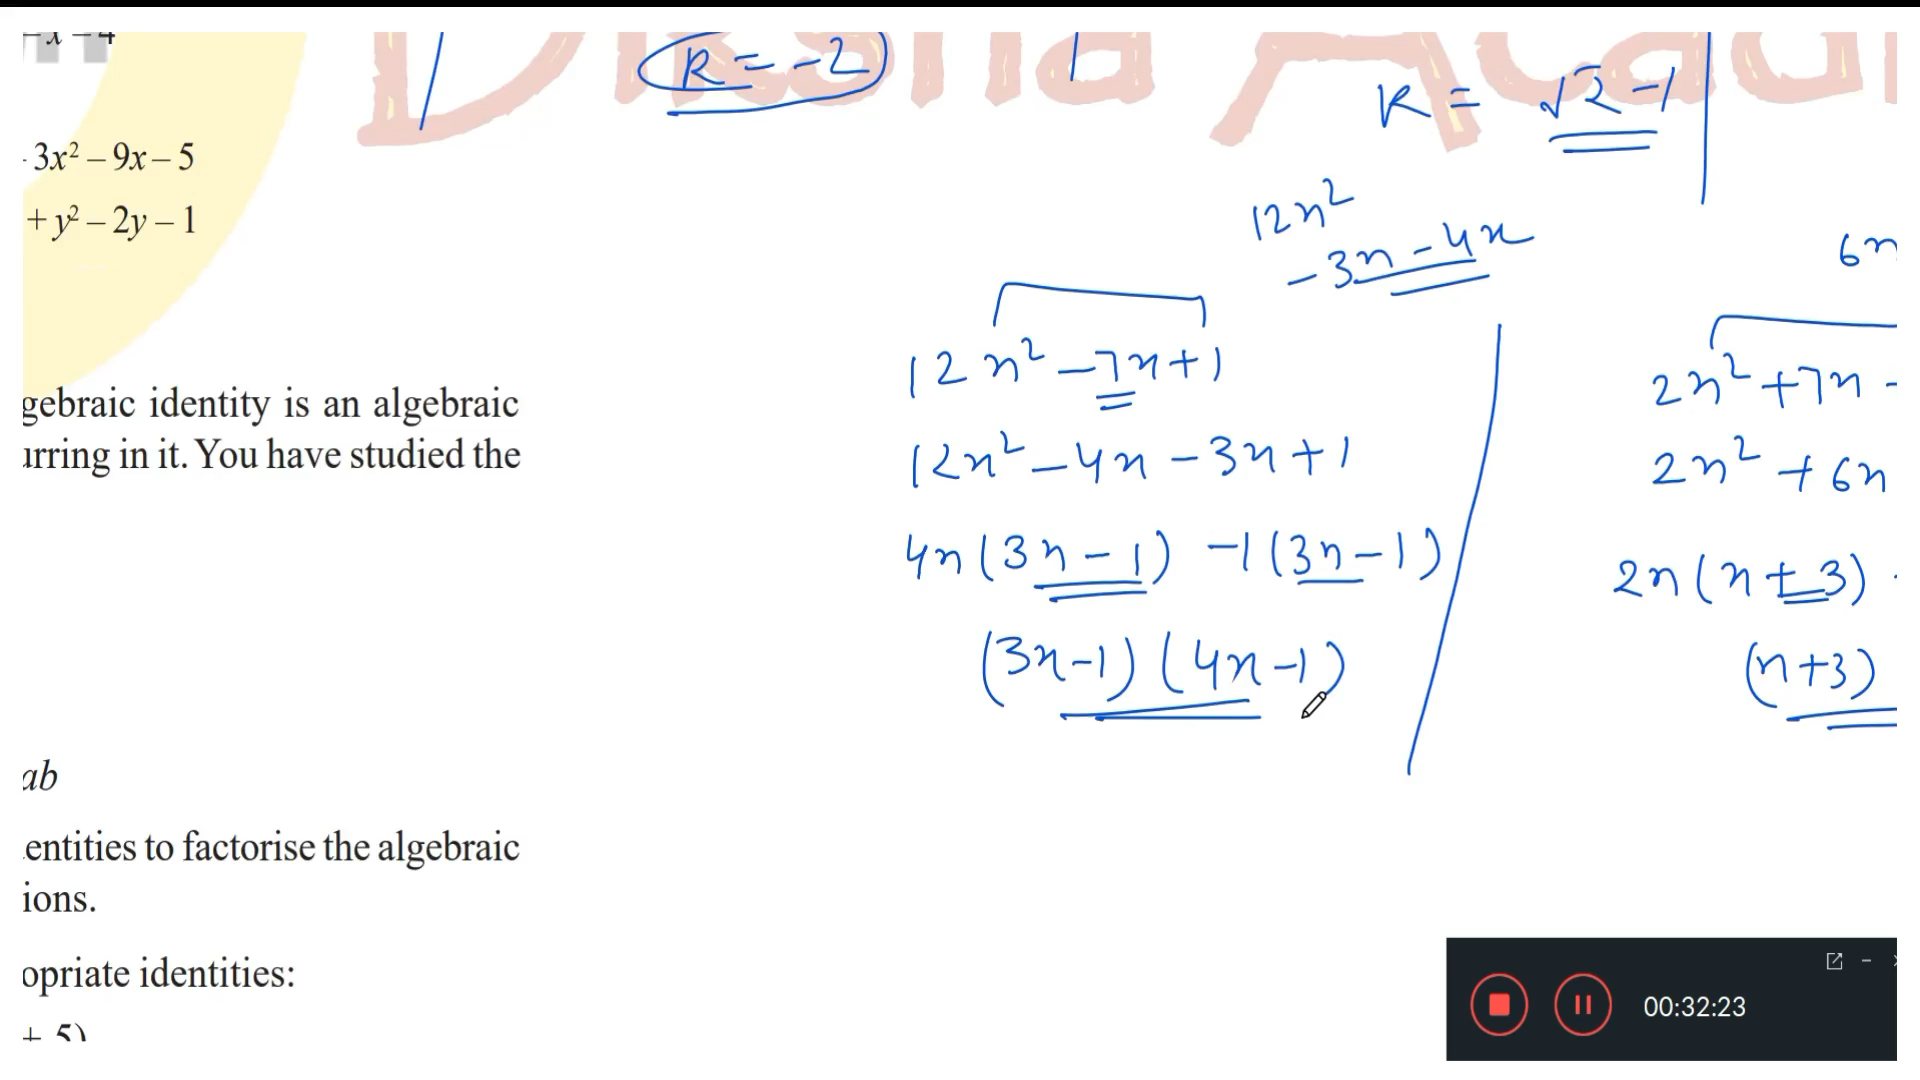 – x – 4
k = -2
k = √2 -1
3x² – 9x – 5
+ y² – 2y – 1
12x²
-3x -4x
6x
gebraic identity is an algebraic
urring in it. You have studied the
12x² -7x+1
12x² -4x -3x+1
4x(3x-1) -1(3x-1)
(3x-1)(4x-1)
2x² +7x -
2x² + 6x
2x(x+3)
(x+3)
ab
entities to factorise the algebraic
ions.
opriate identities:
+ 5)
00:32:23